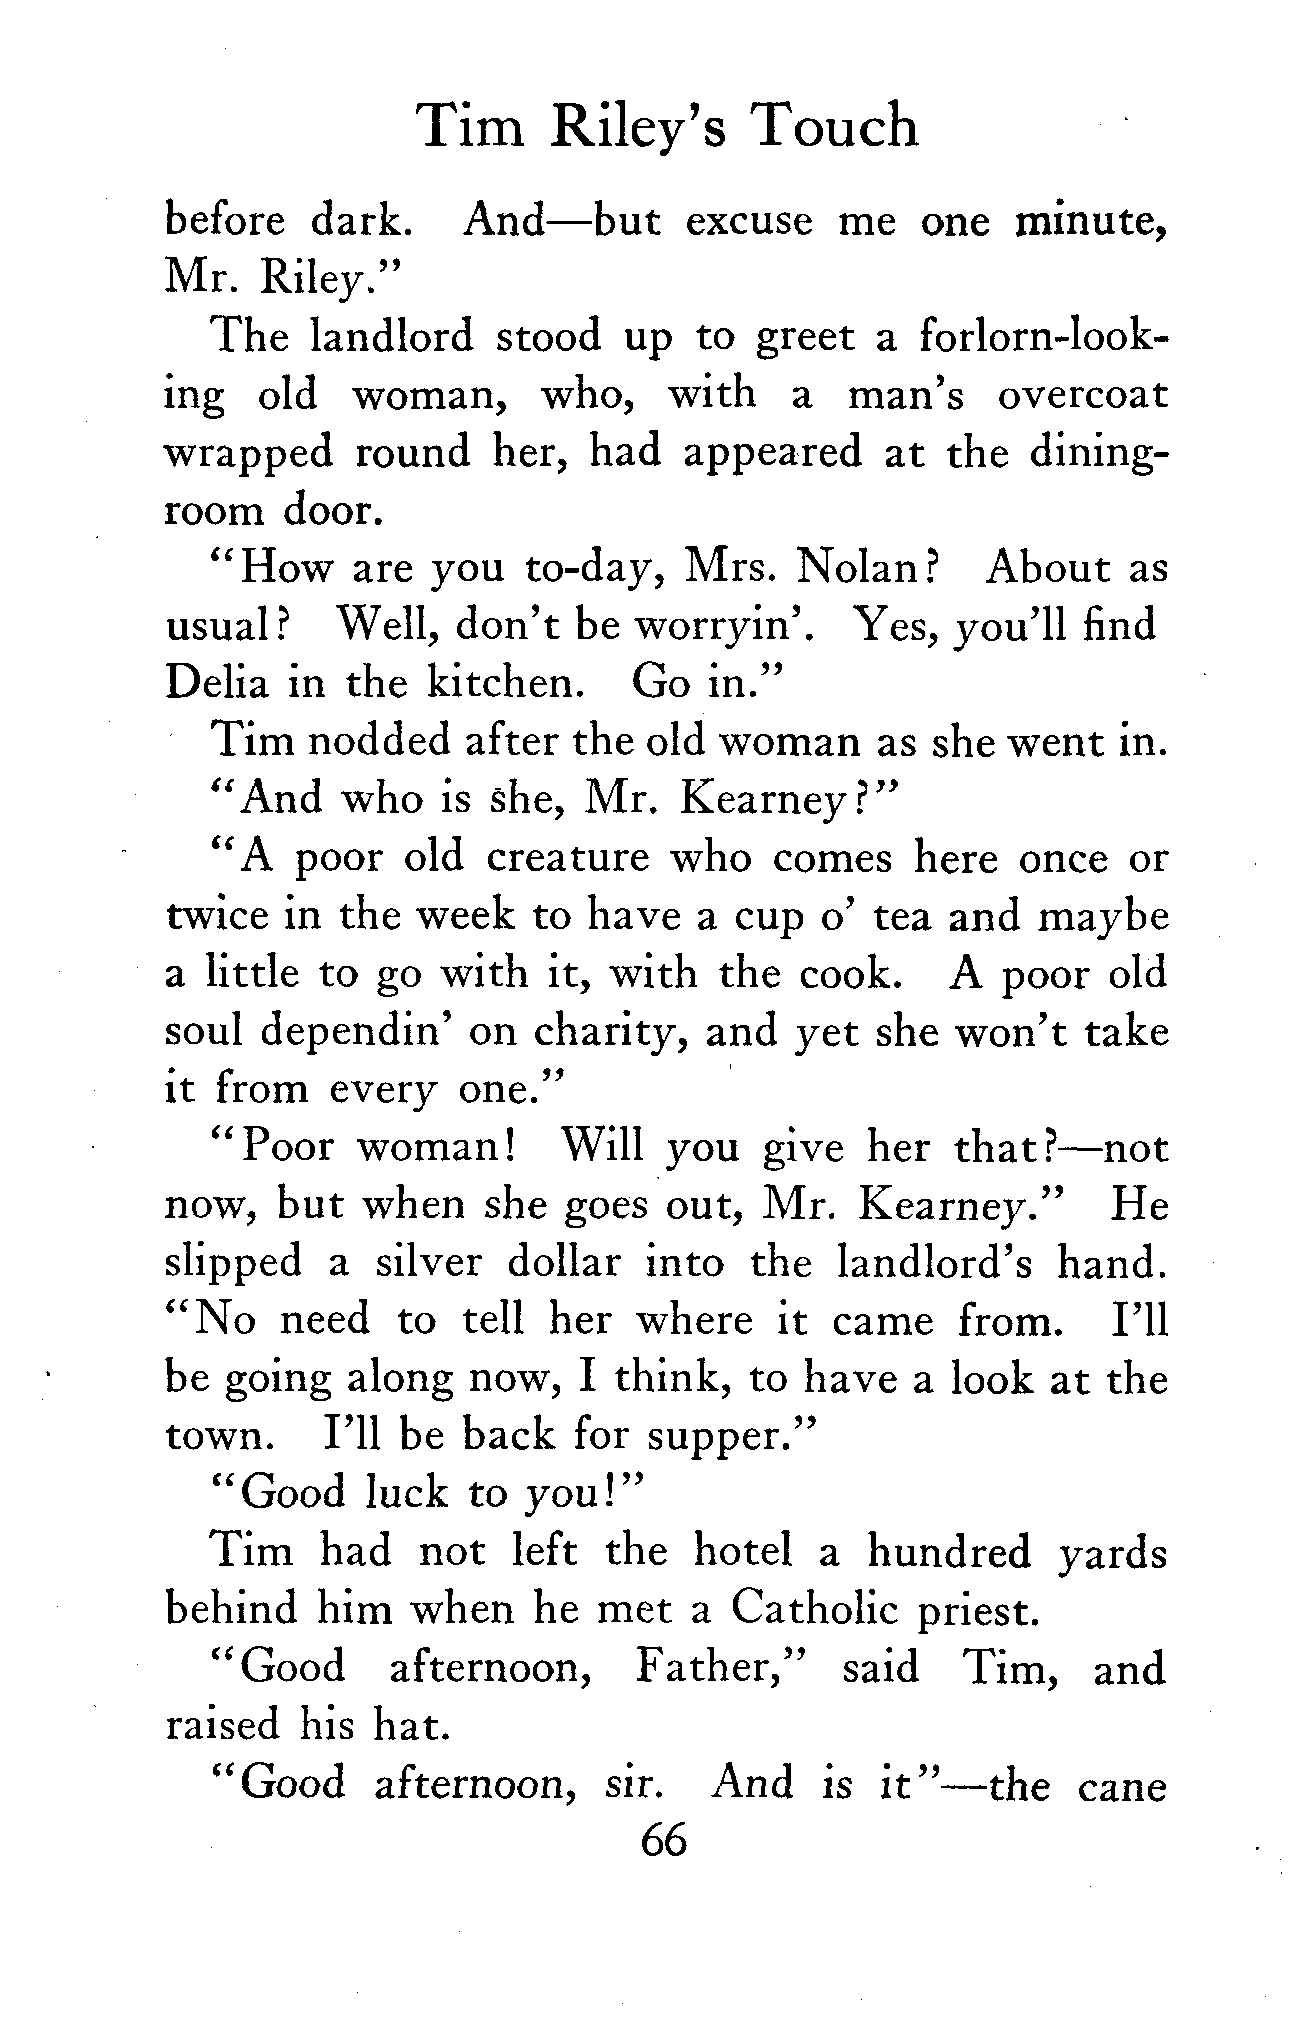 Tim Riley's Touch
before dark. And—but excuse me one minute,
Mr. Riley."
The landlord stood up to greet a forlorn-look-
ing old woman, who, with a man's overcoat
wrapped round her, had appeared at the dining-
room door.
"How are you to-day, Mrs. Nolan? About as
usual? Well, don't be worryin'. Yes, you'll find
Delia in the kitchen. Go in."
Tim nodded after the old woman as she went in.
"And who is she, Mr. Kearney?"
"A poor old creature who comes here once or
twice in the week to have a cup o' tea and maybe
a little to go with it, with the cook. A poor old
soul dependin' on charity, and yet she won't take
it from every one."
"Poor woman! Will you give her that?—not
now, but when she goes out, Mr. Kearney." He
slipped a silver dollar into the landlord's hand.
"No need to tell her where it came from. I'll
be going along now, I think, to have a look at the
town. I'll be back for supper."
"Good luck to you!"
Tim had not left the hotel a hundred yards
behind him when he met a Catholic priest.
"Good afternoon, Father," said Tim, and
raised his hat.
"Good afternoon, sir. And is it"—the cane
66